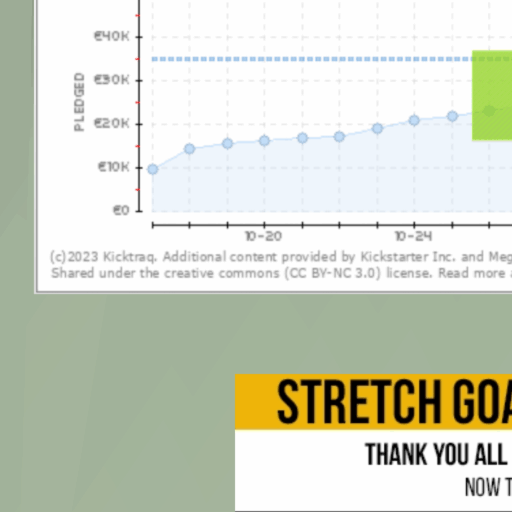 €40K
€30K
€20K
€10K
€0
PLEDGED
10-20 10-24
(c)2023 Kicktraq. Additional content provided by Kickstarter Inc. and Meg
Shared under the creative commons (CC BY-NC 3.0) license. Read more
STRETCH GOA
THANK YOU ALL
NOW T